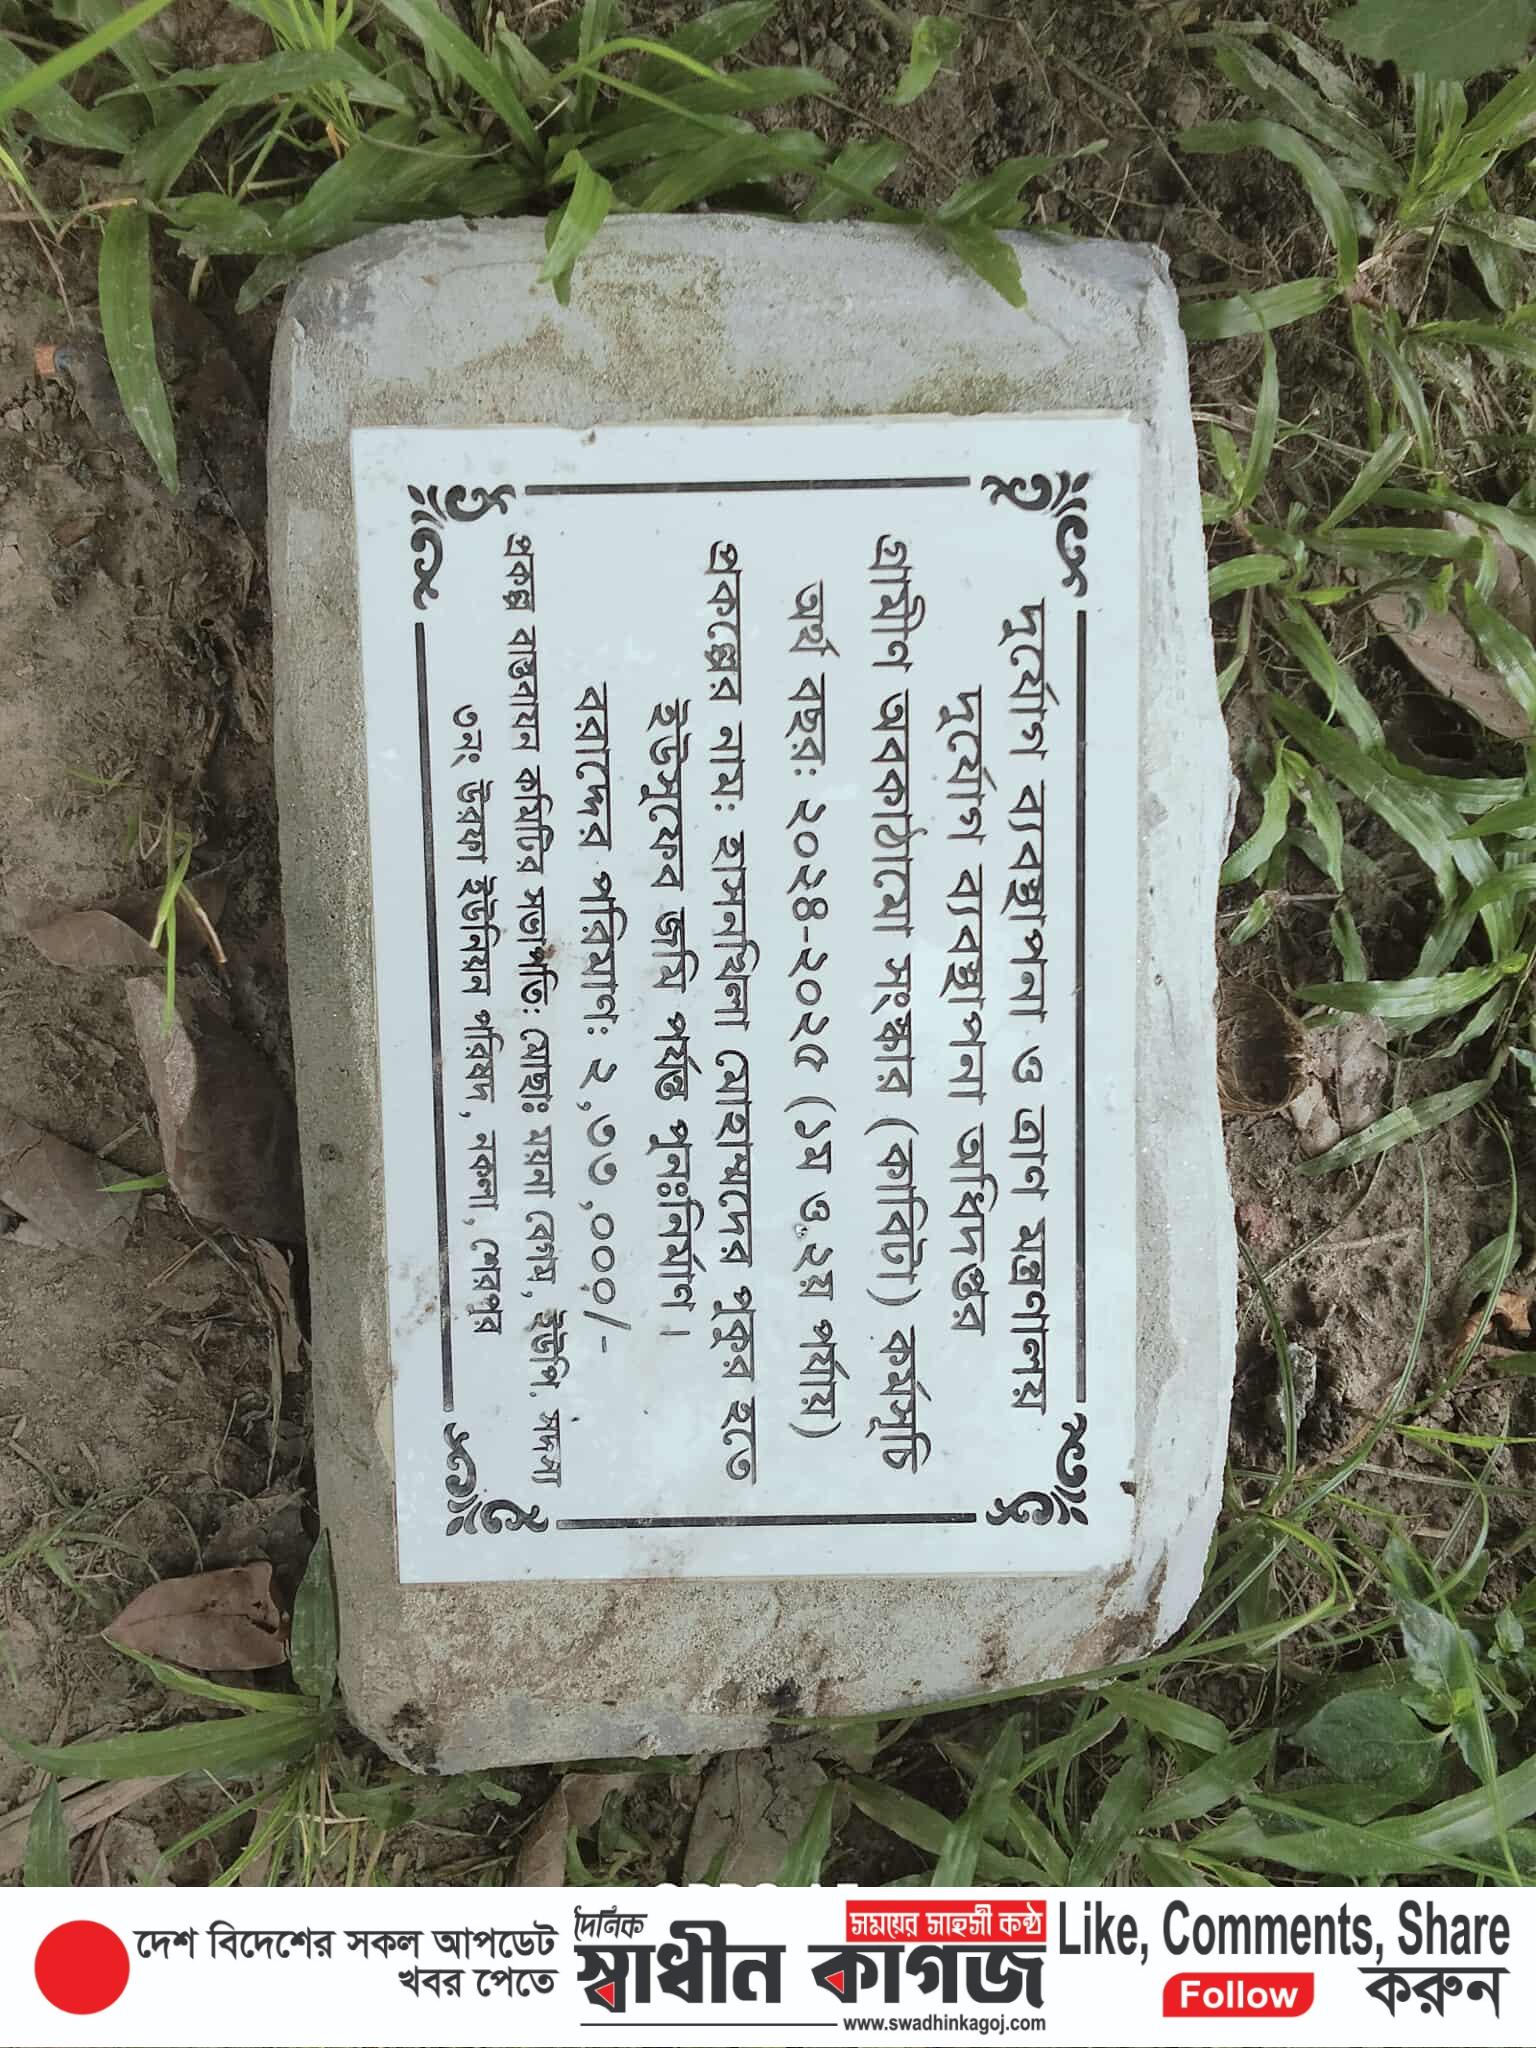 দুর্যোগ ব্যবস্থাপনা ও ত্রাণ মন্ত্রণালয়
দুর্যোগ ব্যবস্থাপনা অধিদপ্তর
গ্রামীণ অবকাঠামো সংস্কার (কাবিটা) কর্মসূচি
অর্থ বছর: ২০২৪-২০২৫ (১ম ও ২য় পর্যায়)
প্রকল্পের নাম: হাসনখিলা মোহাম্মদের পুকুর হতে
ইউসুফের জমি পর্যন্ত পুনঃনির্মাণ।
বরাদ্দের পরিমাণ: ২,৩৩,০০০/-
প্রকল্প বাস্তবায়ন কমিটির সভাপতি: মোছাঃ ময়না বেগম, ইউপি. সদস্য
৩নং উরফা ইউনিয়ন পরিষদ, নকলা, শেরপুর
দেশ বিদেশের সকল আপডেট
খবর পেতে
দৈনিক
স্বাধীন কাগজ
সময়ের সাহসী কণ্ঠ
www.swadhinkagoj.com
Like, Comments, Share
Follow করুন